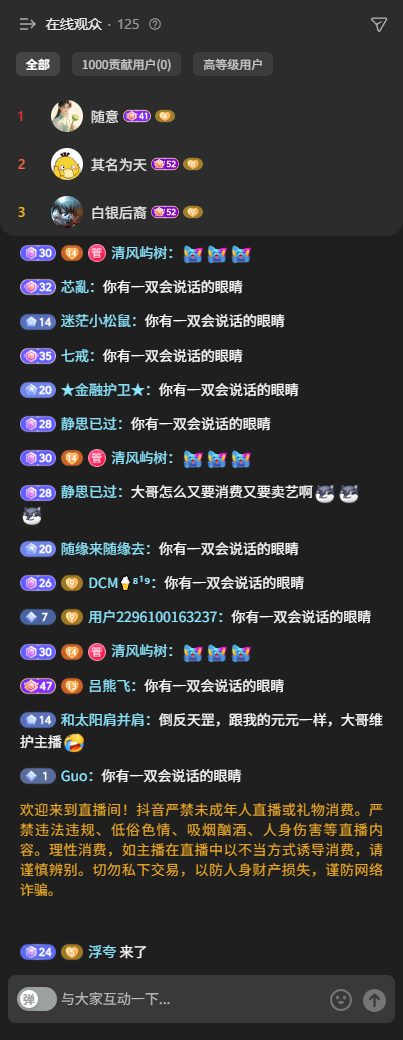 在线观众 · 125
全部 1000贡献用户(0) 高等级用户
1 随意 41
2 其名为天 52
3 白银后裔 52
30 14 管 清风屿树：
32 芯亂：你有一双会说话的眼睛
14 迷茫小松鼠：你有一双会说话的眼睛
35 七戒：你有一双会说话的眼睛
20 ★金融护卫★：你有一双会说话的眼睛
28 静思已过：你有一双会说话的眼睛
30 14 管 清风屿树：
28 静思已过：大哥怎么又要消费又要卖艺啊
20 随缘来随缘去：你有一双会说话的眼睛
26 DCM🍦⁸¹⁹：你有一双会说话的眼睛
7 用户2296100163237：你有一双会说话的眼睛
30 14 管 清风屿树：
47 13 吕熊飞：你有一双会说话的眼睛
14 和太阳肩并肩：倒反天罡，跟我的元元一样，大哥维
护主播
1 Guo：你有一双会说话的眼睛
欢迎来到直播间！抖音严禁未成年人直播或礼物消费。严
禁违法违规、低俗色情、吸烟酗酒、人身伤害等直播内
容。理性消费，如主播在直播中以不当方式诱导消费，请
谨慎辨别。切勿私下交易，以防人身财产损失，谨防网络
诈骗。
24 5 浮夸 来了
弹 与大家互动一下...